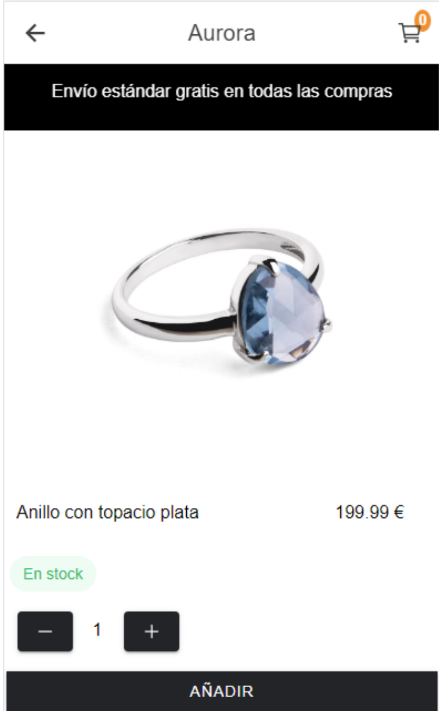 Aurora
0
Envío estándar gratis en todas las compras
Anillo con topacio plata 199.99 €
En stock
− 1 +
AÑADIR